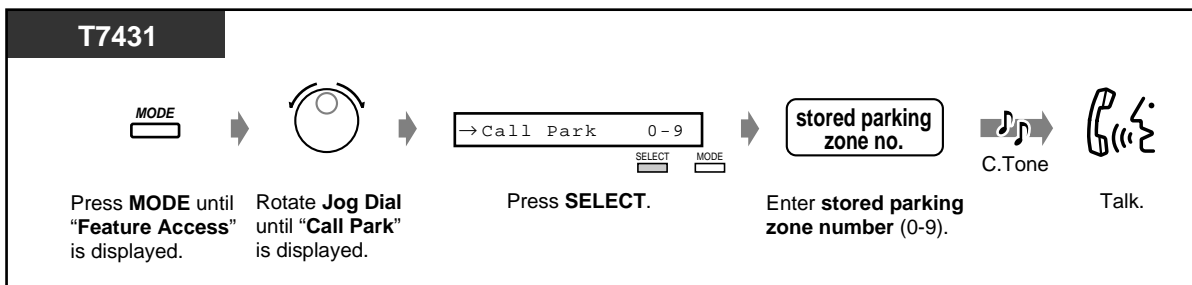 T7431
MODE
→Call Park 0-9
SELECT MODE
stored parking
zone no.
C.Tone
Press MODE until
“Feature Access”
is displayed.
Rotate Jog Dial
until “Call Park”
is displayed.
Press SELECT.
Enter stored parking
zone number (0-9).
Talk.